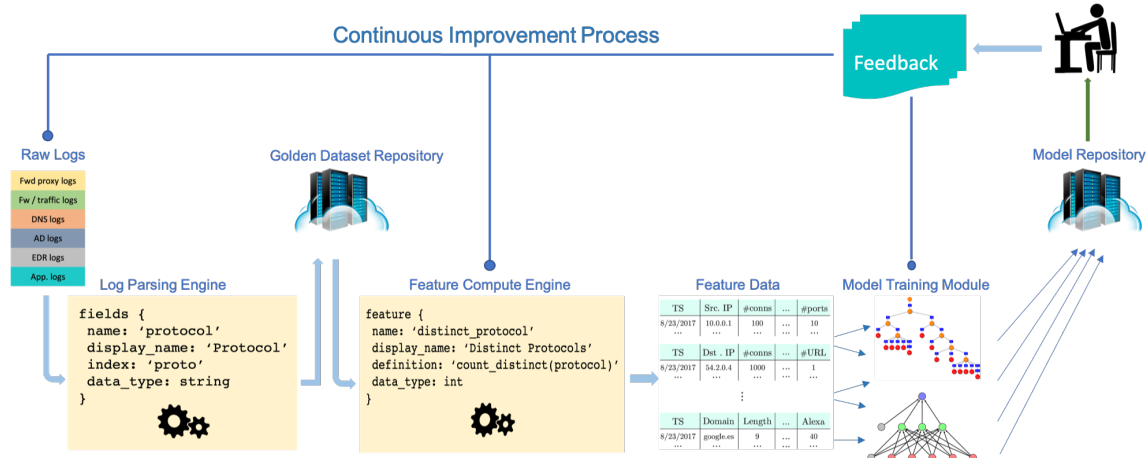 Continuous Improvement Process
Feedback
Raw Logs
Fwd proxy logs
Fw / traffic logs
DNS logs
AD logs
EDR logs
App. logs
Golden Dataset Repository
Model Repository
Log Parsing Engine
fields {
name: ‘protocol’
display_name: ‘Protocol’
index: ‘proto’
data_type: string
}
Feature Compute Engine
feature {
name: ‘distinct_protocol’
display_name: ‘Distinct Protocols’
definition: ‘count_distinct(protocol)’
data_type: int
}
Feature Data
TS Src. IP #conns ... #ports
8/23/2017 10.0.0.1 100 ... 10
... ... ... ...
TS Dst . IP #conns ... #URL
8/23/2017 54.2.0.4 1000 ... 1
... ... ... ...
⋮
TS Domain Length ... Alexa
8/23/2017 google.es 9 ... 40
... ... ... ...
Model Training Module